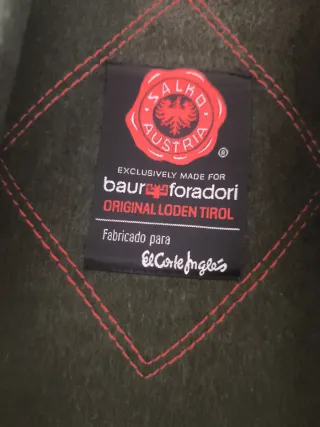 SALKO
AUSTRIA
®
EXCLUSIVELY MADE FOR
baur foradori
ORIGINAL LODEN TIROL
Fabricado para
El Corte Inglés